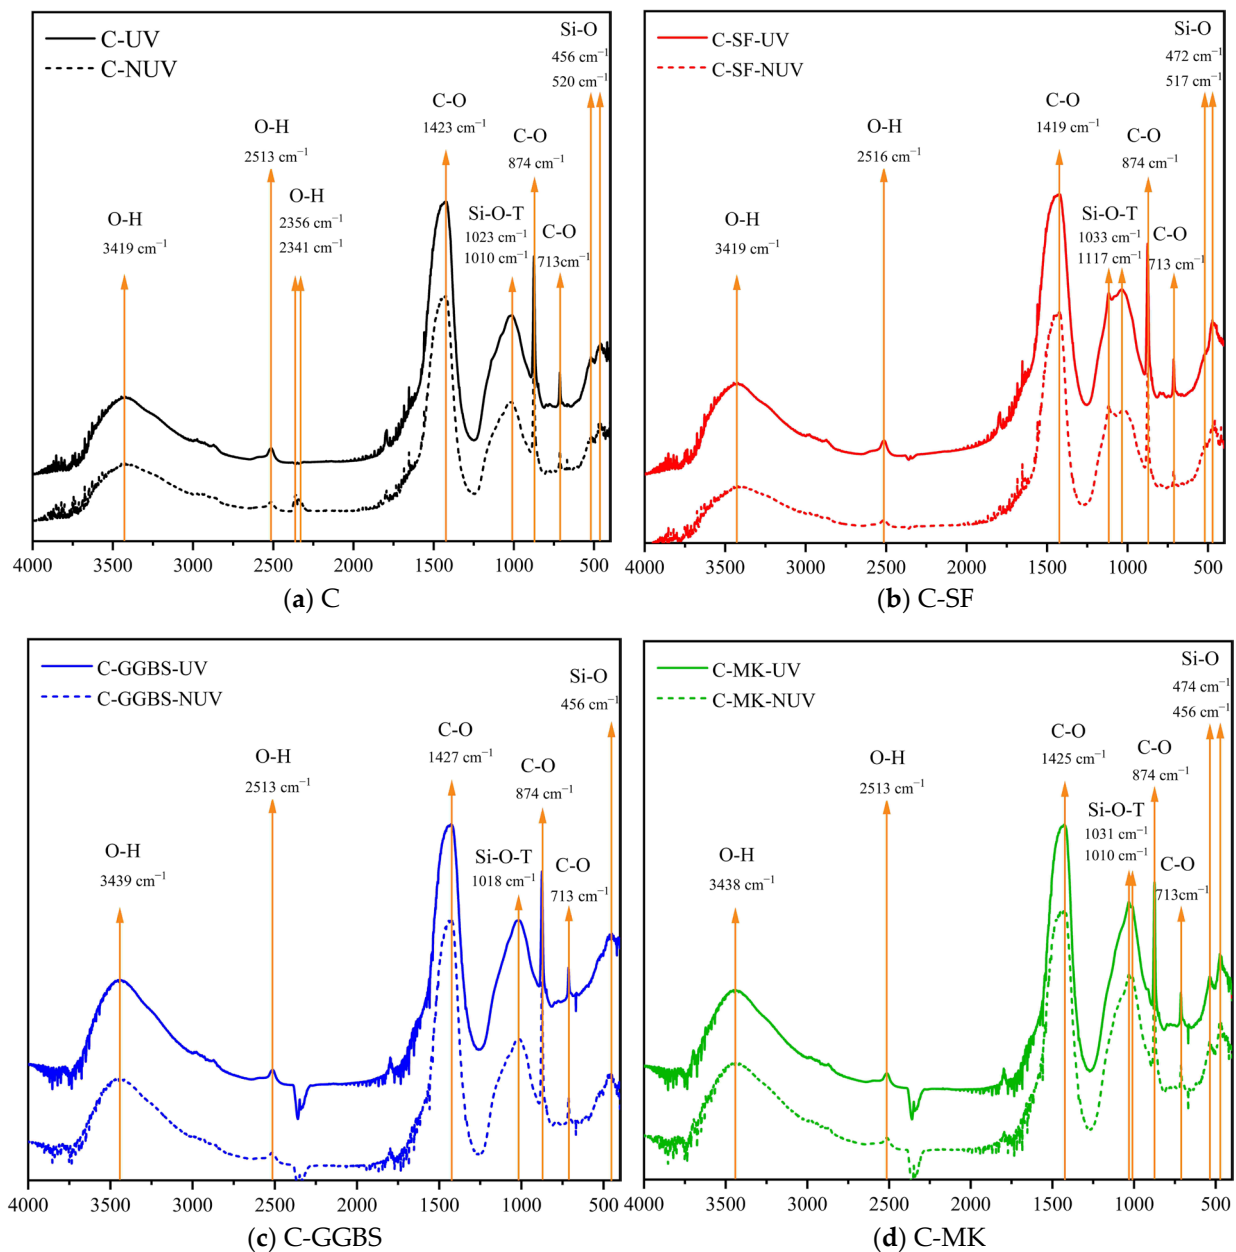 C-UV
C-NUV
Si-O
456 cm⁻¹
520 cm⁻¹
C-O
1423 cm⁻¹
O-H
2513 cm⁻¹
C-O
874 cm⁻¹
O-H
2356 cm⁻¹
2341 cm⁻¹
O-H
3419 cm⁻¹
Si-O-T
1023 cm⁻¹
1010 cm⁻¹
C-O
713cm⁻¹
4000 3500 3000 2500 2000 1500 1000 500
(a) C
C-SF-UV
C-SF-NUV
Si-O
472 cm⁻¹
517 cm⁻¹
C-O
1419 cm⁻¹
O-H
2516 cm⁻¹
C-O
874 cm⁻¹
O-H
3419 cm⁻¹
Si-O-T
1033 cm⁻¹
1117 cm⁻¹
C-O
713 cm⁻¹
4000 3500 3000 2500 2000 1500 1000 500
(b) C-SF
C-GGBS-UV
C-GGBS-NUV
Si-O
456 cm⁻¹
C-O
1427 cm⁻¹
O-H
2513 cm⁻¹
C-O
874 cm⁻¹
O-H
3439 cm⁻¹
Si-O-T
1018 cm⁻¹
C-O
713 cm⁻¹
4000 3500 3000 2500 2000 1500 1000 500
(c) C-GGBS
C-MK-UV
C-MK-NUV
Si-O
474 cm⁻¹
456 cm⁻¹
C-O
1425 cm⁻¹
O-H
2513 cm⁻¹
C-O
874 cm⁻¹
O-H
3438 cm⁻¹
Si-O-T
1031 cm⁻¹
1010 cm⁻¹
C-O
713cm⁻¹
4000 3500 3000 2500 2000 1500 1000 500
(d) C-MK